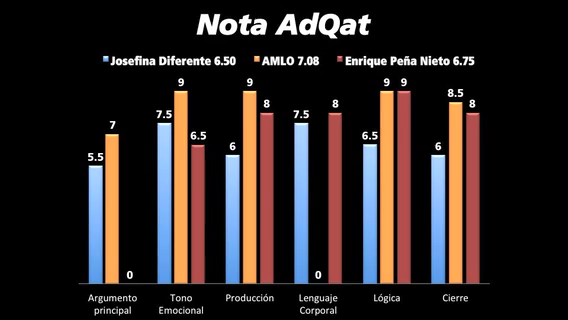 Nota AdQat
Josefina Diferente 6.50 AMLO 7.08 Enrique Peña Nieto 6.75
5.5 7 0 7.5 9 6.5 6 9 8 7.5 0 8 6.5 9 9 6 8.5 8
Argumento principal
Tono Emocional
Producción
Lenguaje Corporal
Lógica
Cierre